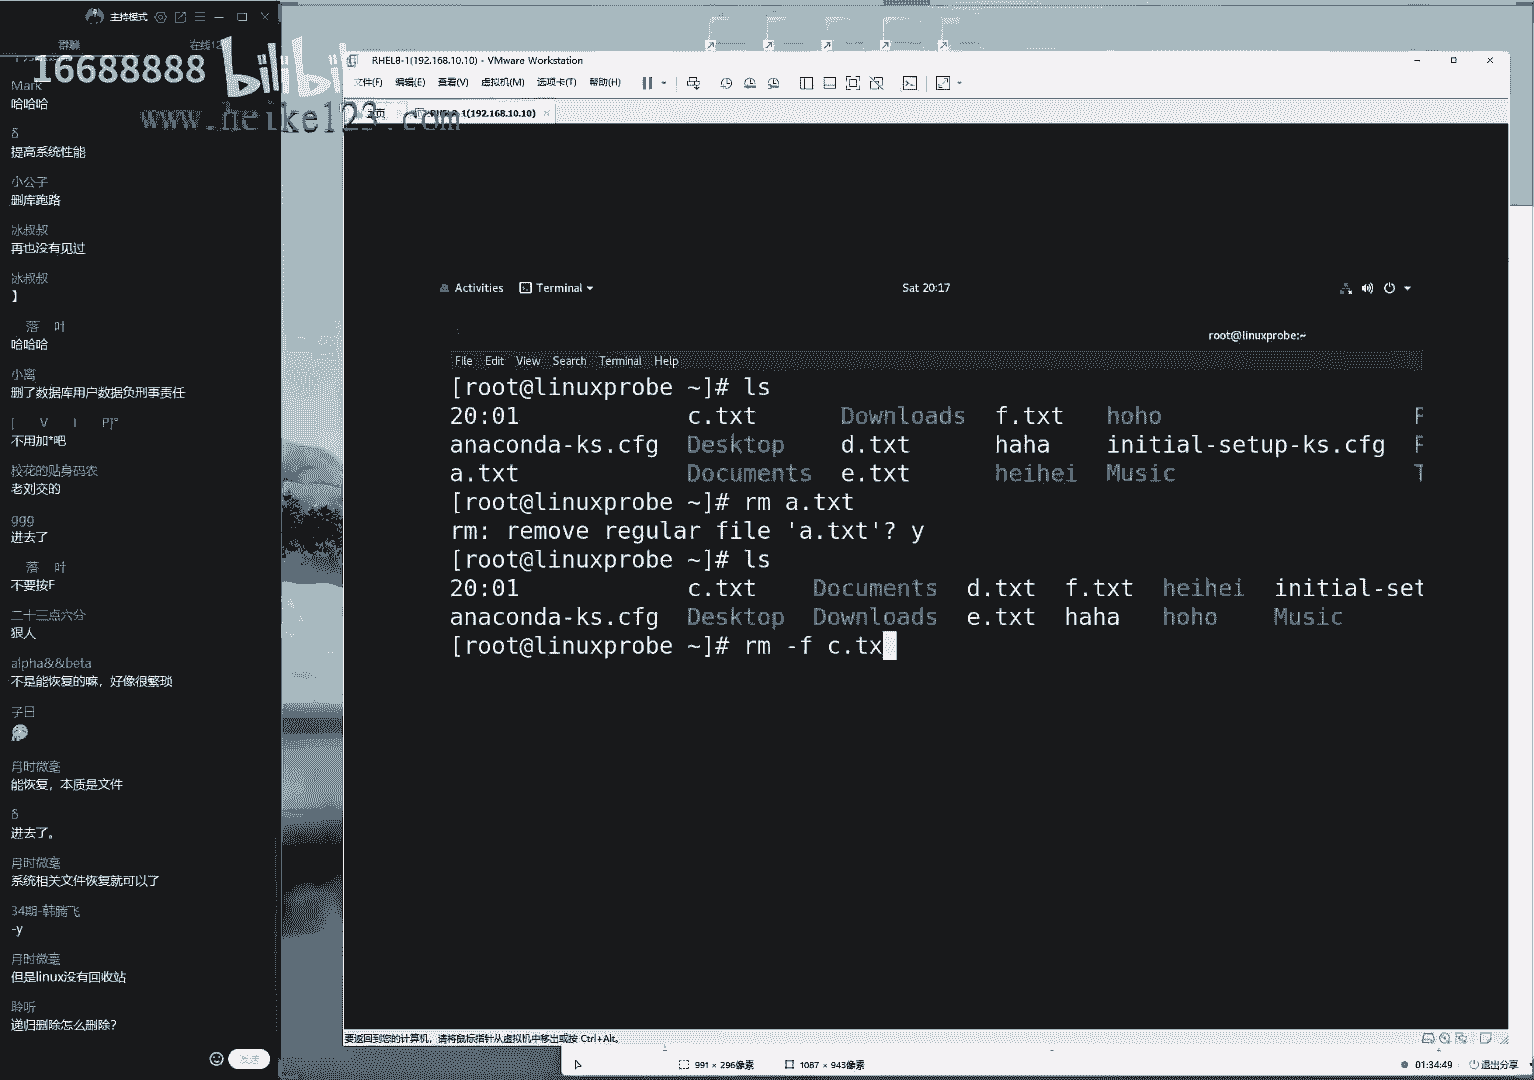 主持模式
群聊
在线12
16688888
bilibili
www.heike123.com
Mark
哈哈哈
δ
提高系统性能
小公子
删库跑路
冰叔叔
再也没有见过
冰叔叔
】
落 叶
哈哈哈
小离
删了数据库用户数据负刑事责任
[ V I P]°
不用加*吧
校花的贴身码农
老刘交的
ggg
进去了
落 叶
不要按F
二十三点六分
狠人
alpha&&beta
不是能恢复的嘛，好像很繁琐
子日
月时微毫
能恢复，本质是文件
δ
进去了。
月时微毫
系统相关文件恢复就可以了
34期-韩腾飞
-y
月时微毫
但是linux没有回收站
聆听
递归删除怎么删除？
发送
RHEL8-1(192.168.10.10) - VMware Workstation
文件(F) 编辑(E) 查看(V) 虚拟机(M) 选项卡(T) 帮助(H)
主页 RHEL8-1(192.168.10.10)
Activities Terminal Sat 20:17
root@linuxprobe:~
File Edit View Search Terminal Help
[root@linuxprobe ~]# ls
20:01 c.txt Downloads f.txt hoho P
anaconda-ks.cfg Desktop d.txt haha initial-setup-ks.cfg P
a.txt Documents e.txt heihei Music T
[root@linuxprobe ~]# rm a.txt
rm: remove regular file 'a.txt'? y
[root@linuxprobe ~]# ls
20:01 c.txt Documents d.txt f.txt heihei initial-set
anaconda-ks.cfg Desktop Downloads e.txt haha hoho Music
[root@linuxprobe ~]# rm -f c.tx
要返回到您的计算机，请将鼠标指针从虚拟机中移出或按 Ctrl+Alt。
991 × 296像素 1087 × 943像素 01:34:49 退出分享